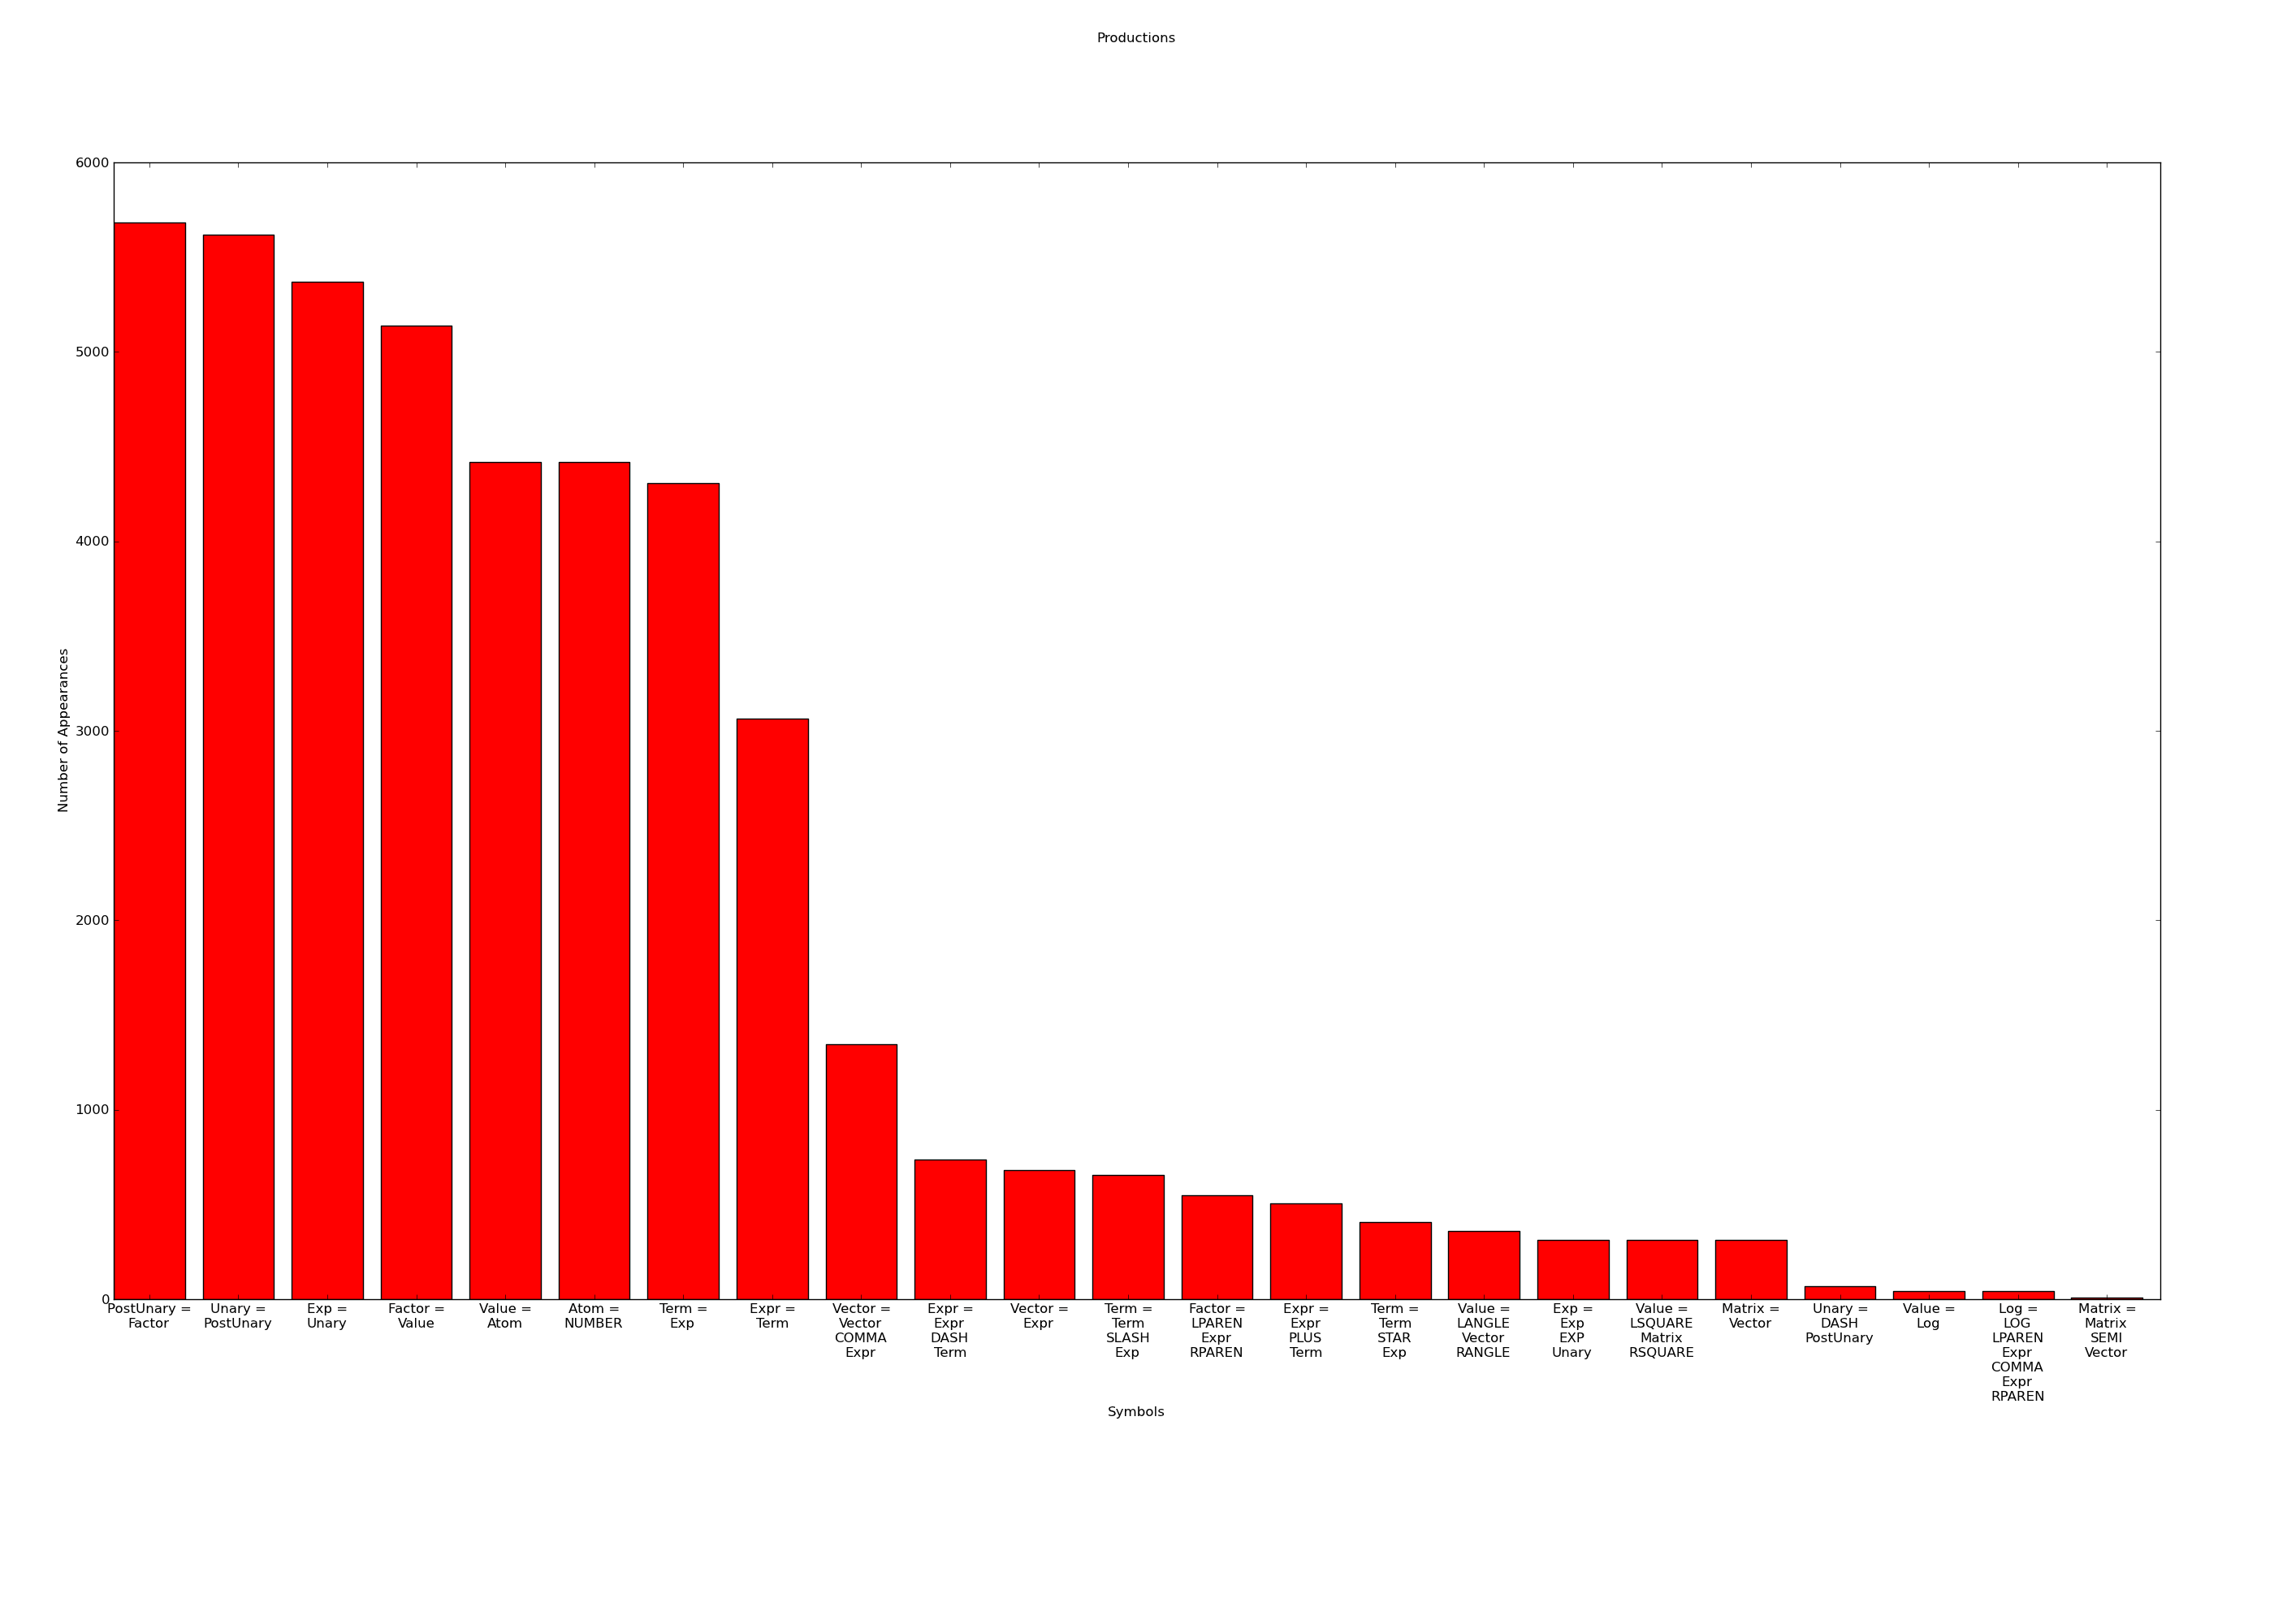 Productions
6000
5000
4000
3000
2000
1000
0
Number of Appearances
PostUnary =
Factor
Unary =
PostUnary
Exp =
Unary
Factor =
Value
Value =
Atom
Atom =
NUMBER
Term =
Exp
Expr =
Term
Vector =
Vector
COMMA
Expr
Expr =
Expr
DASH
Term
Vector =
Expr
Term =
Term
SLASH
Exp
Factor =
LPAREN
Expr
RPAREN
Expr =
Expr
PLUS
Term
Term =
Term
STAR
Exp
Value =
LANGLE
Vector
RANGLE
Exp =
Exp
EXP
Unary
Value =
LSQUARE
Matrix
RSQUARE
Matrix =
Vector
Unary =
DASH
PostUnary
Value =
Log
Log =
LOG
LPAREN
Expr
COMMA
Expr
RPAREN
Matrix =
Matrix
SEMI
Vector
Symbols